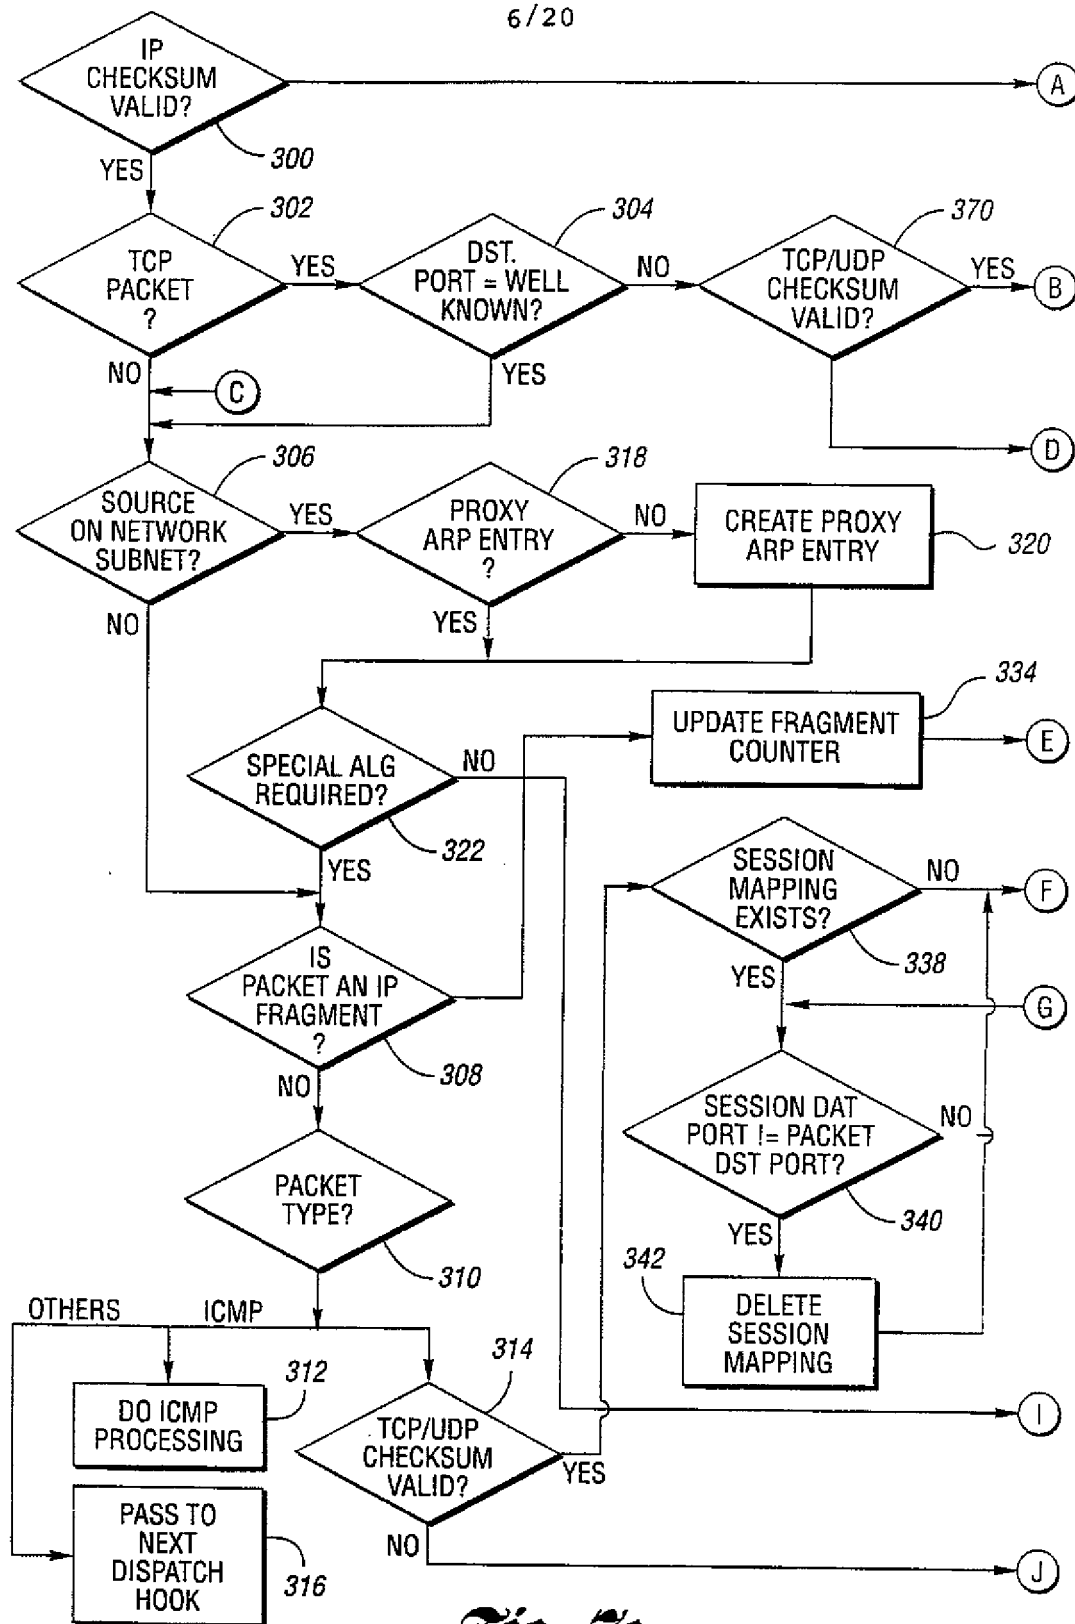 6/20
IP
CHECKSUM
VALID?
A
300
YES
302
304
370
TCP
PACKET
?
YES
DST.
PORT = WELL
KNOWN?
NO
TCP/UDP
CHECKSUM
VALID?
YES
B
NO
C
YES
D
306
318
SOURCE
ON NETWORK
SUBNET?
YES
PROXY
ARP ENTRY
?
NO
CREATE PROXY
ARP ENTRY
320
NO
YES
334
UPDATE FRAGMENT
COUNTER
E
SPECIAL ALG
REQUIRED?
NO
322
YES
SESSION
MAPPING
EXISTS?
NO
F
338
YES
G
IS
PACKET AN IP
FRAGMENT
?
308
NO
SESSION DAT
PORT != PACKET
DST PORT?
NO
340
YES
PACKET
TYPE?
310
342
DELETE
SESSION
MAPPING
OTHERS
ICMP
312
314
DO ICMP
PROCESSING
TCP/UDP
CHECKSUM
VALID?
YES
I
PASS TO
NEXT
DISPATCH
HOOK
316
NO
J